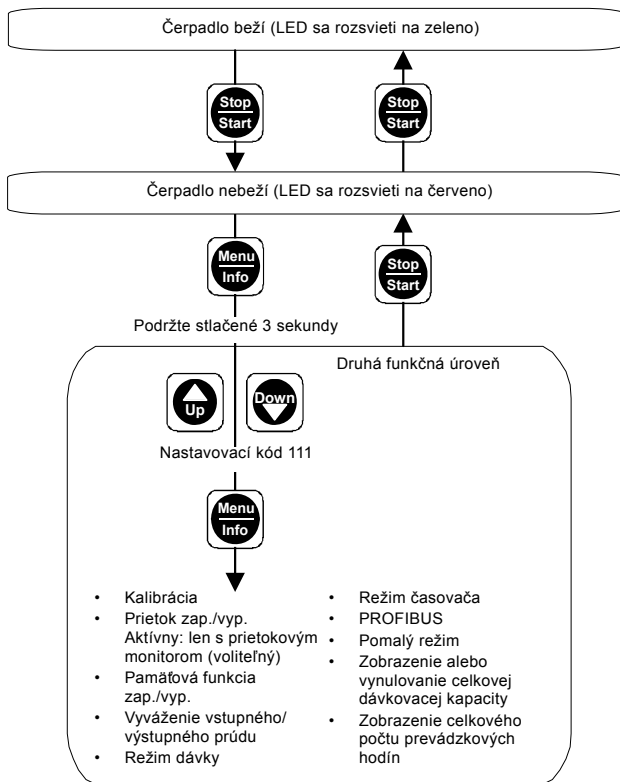 Čerpadlo beží (LED sa rozsvieti na zeleno)
Stop
Start
Stop
Start
Čerpadlo nebeží (LED sa rozsvieti na červeno)
Menu
Info
Stop
Start
Podržte stlačené 3 sekundy
Druhá funkčná úroveň
Up
Down
Nastavovací kód 111
Menu
Info
• Kalibrácia
• Prietok zap./vyp.
Aktívny: len s prietokovým
monitorom (voliteľný)
• Pamäťová funkcia
zap./vyp.
• Vyváženie vstupného/
výstupného prúdu
• Režim dávky
• Režim časovača
• PROFIBUS
• Pomalý režim
• Zobrazenie alebo
vynulovanie celkovej
dávkovacej kapacity
• Zobrazenie celkového
počtu prevádzkových
hodín